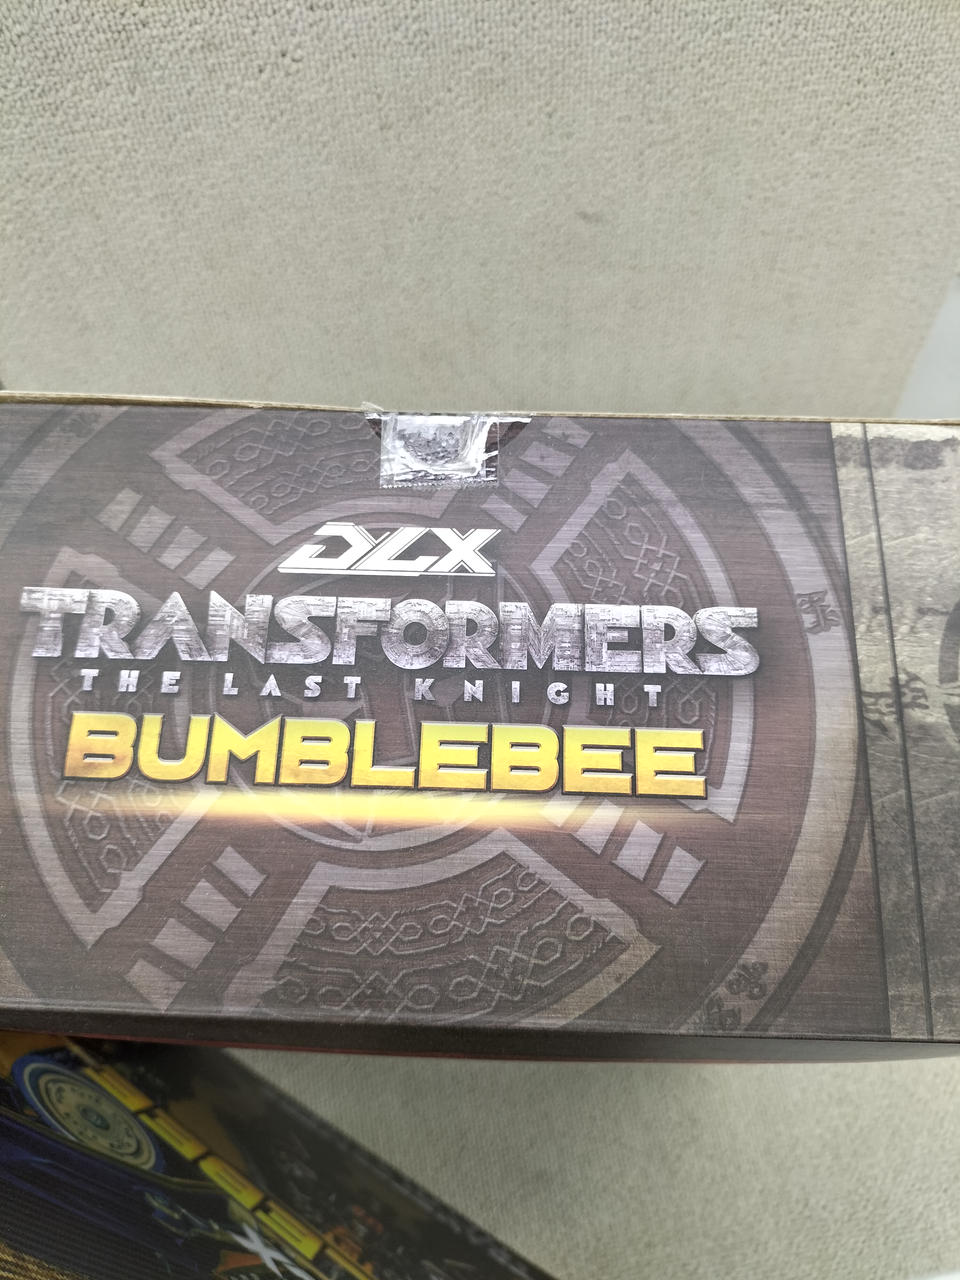 DLX
TRANSFORMERS
THE LAST KNIGHT
BUMBLEBEE